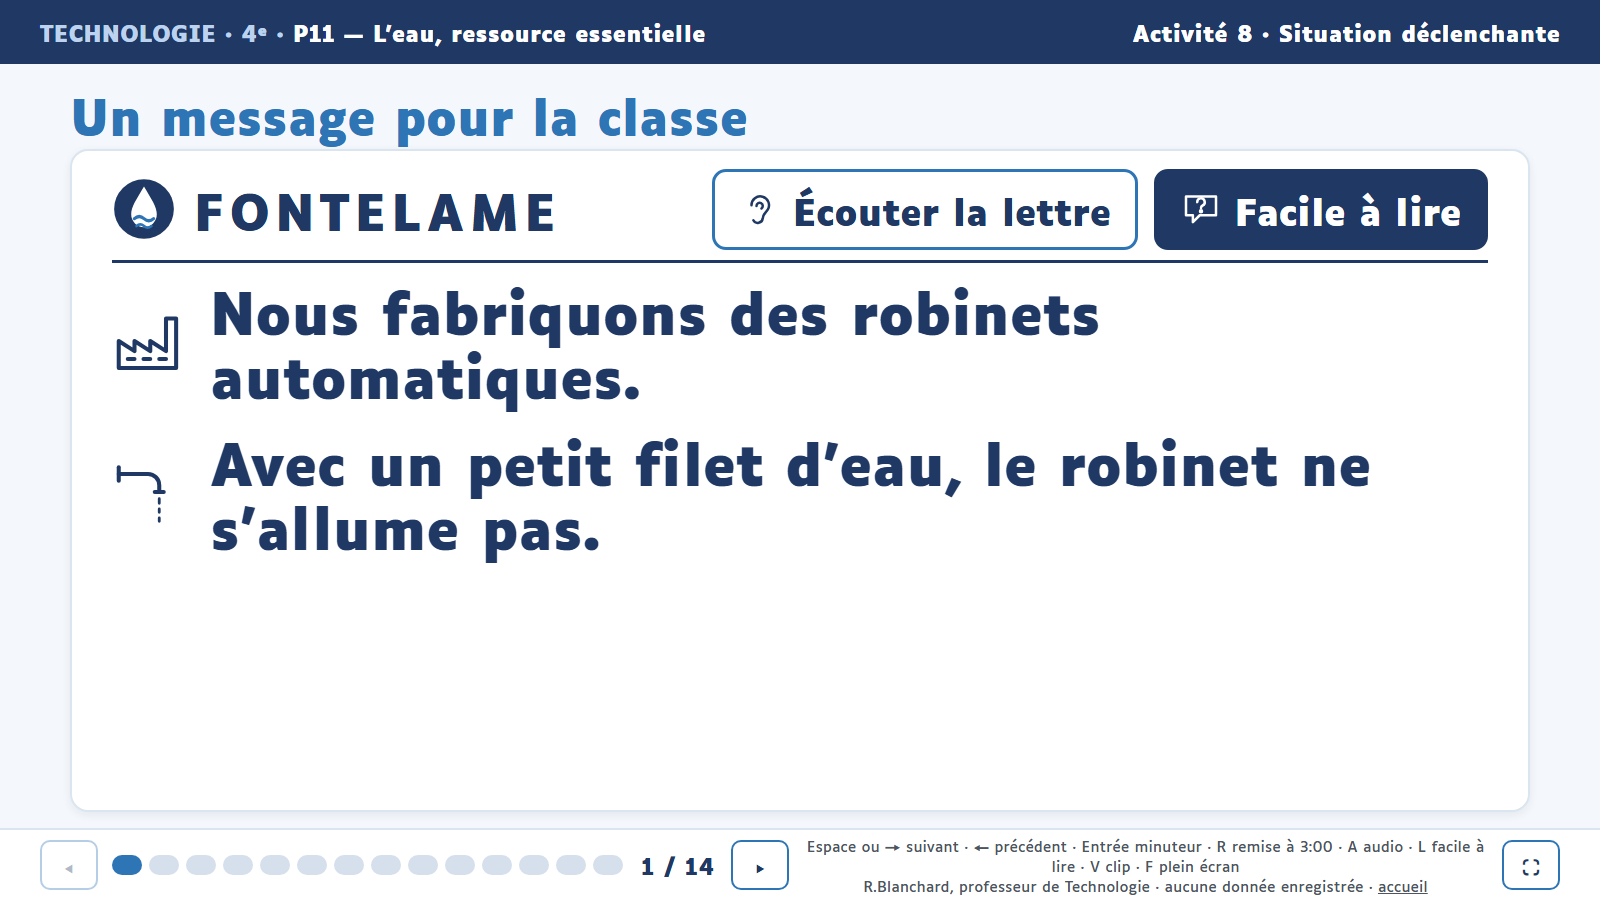 TECHNOLOGIE · 4ᵉ · P11 — L’eau, ressource essentielle
Activité 8 · Situation déclenchante
Un message pour la classe
FONTELAME
Écouter la lettre
Facile à lire
Nous fabriquons des robinets
automatiques.
Avec un petit filet d’eau, le robinet ne
s’allume pas.
1 / 14
Espace ou → suivant · ← précédent · Entrée minuteur · R remise à 3:00 · A audio · L facile à
lire · V clip · F plein écran
R.Blanchard, professeur de Technologie · aucune donnée enregistrée · accueil